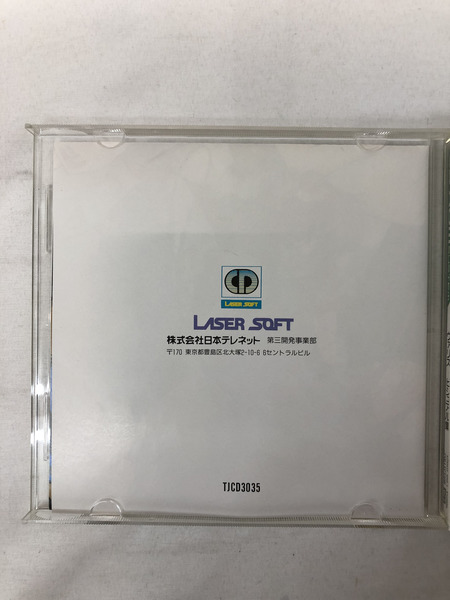 LASER SOFT
LASER SOFT
株式会社日本テレネット 第三開発事業部
〒170 東京都豊島区北大塚2-10-6 6セントラルビル
TJCD3035